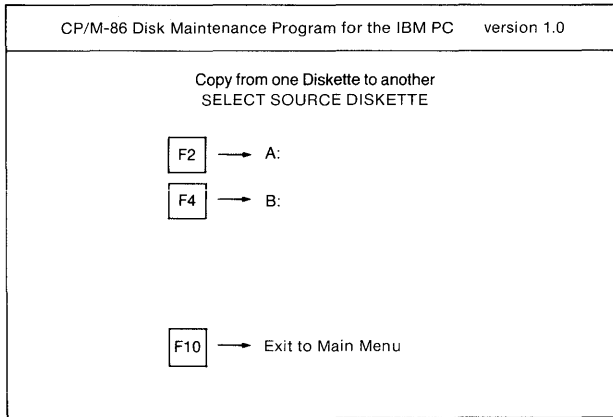 CP/M-86 Disk Maintenance Program for the IBM PC version 1.0
Copy from one Diskette to another
SELECT SOURCE DISKETTE
F2 → A:
F4 → B:
F10 → Exit to Main Menu